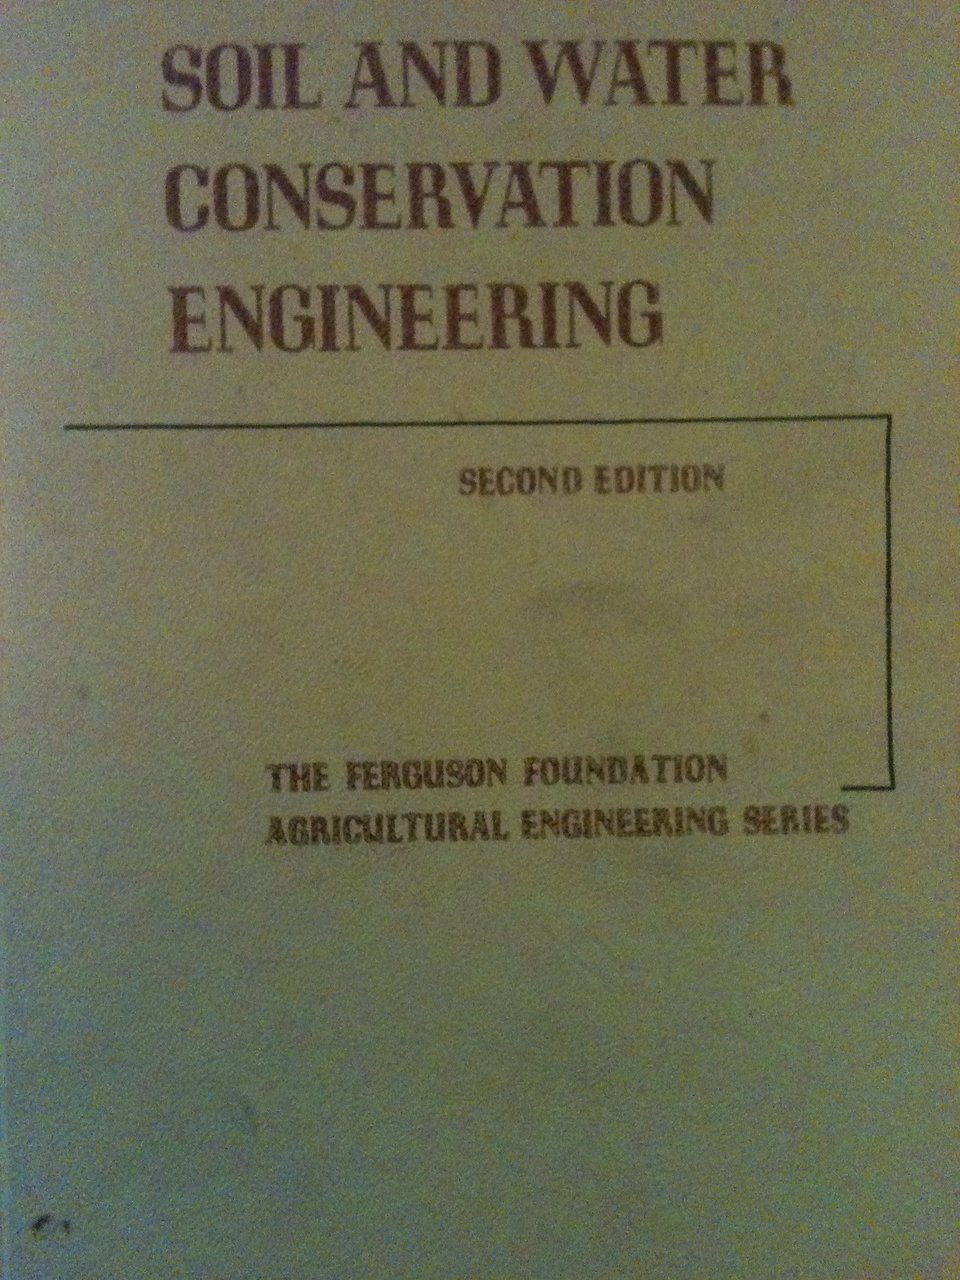 SOIL AND WATER
CONSERVATION
ENGINEERING
SECOND EDITION
THE FERGUSON FOUNDATION
AGRICULTURAL ENGINEERING SERIES